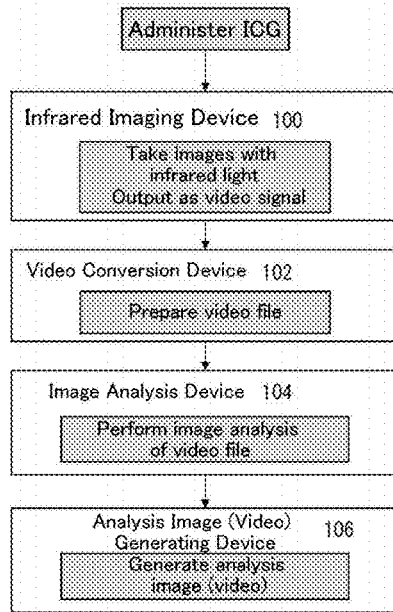 Administer ICG
Infrared Imaging Device 100
Take images with
infrared light
Output as video signal
Video Conversion Device 102
Prepare video file
Image Analysis Device 104
Perform image analysis
of video file
Analysis Image (Video) 106
Generating Device
Generate analysis
image (video)